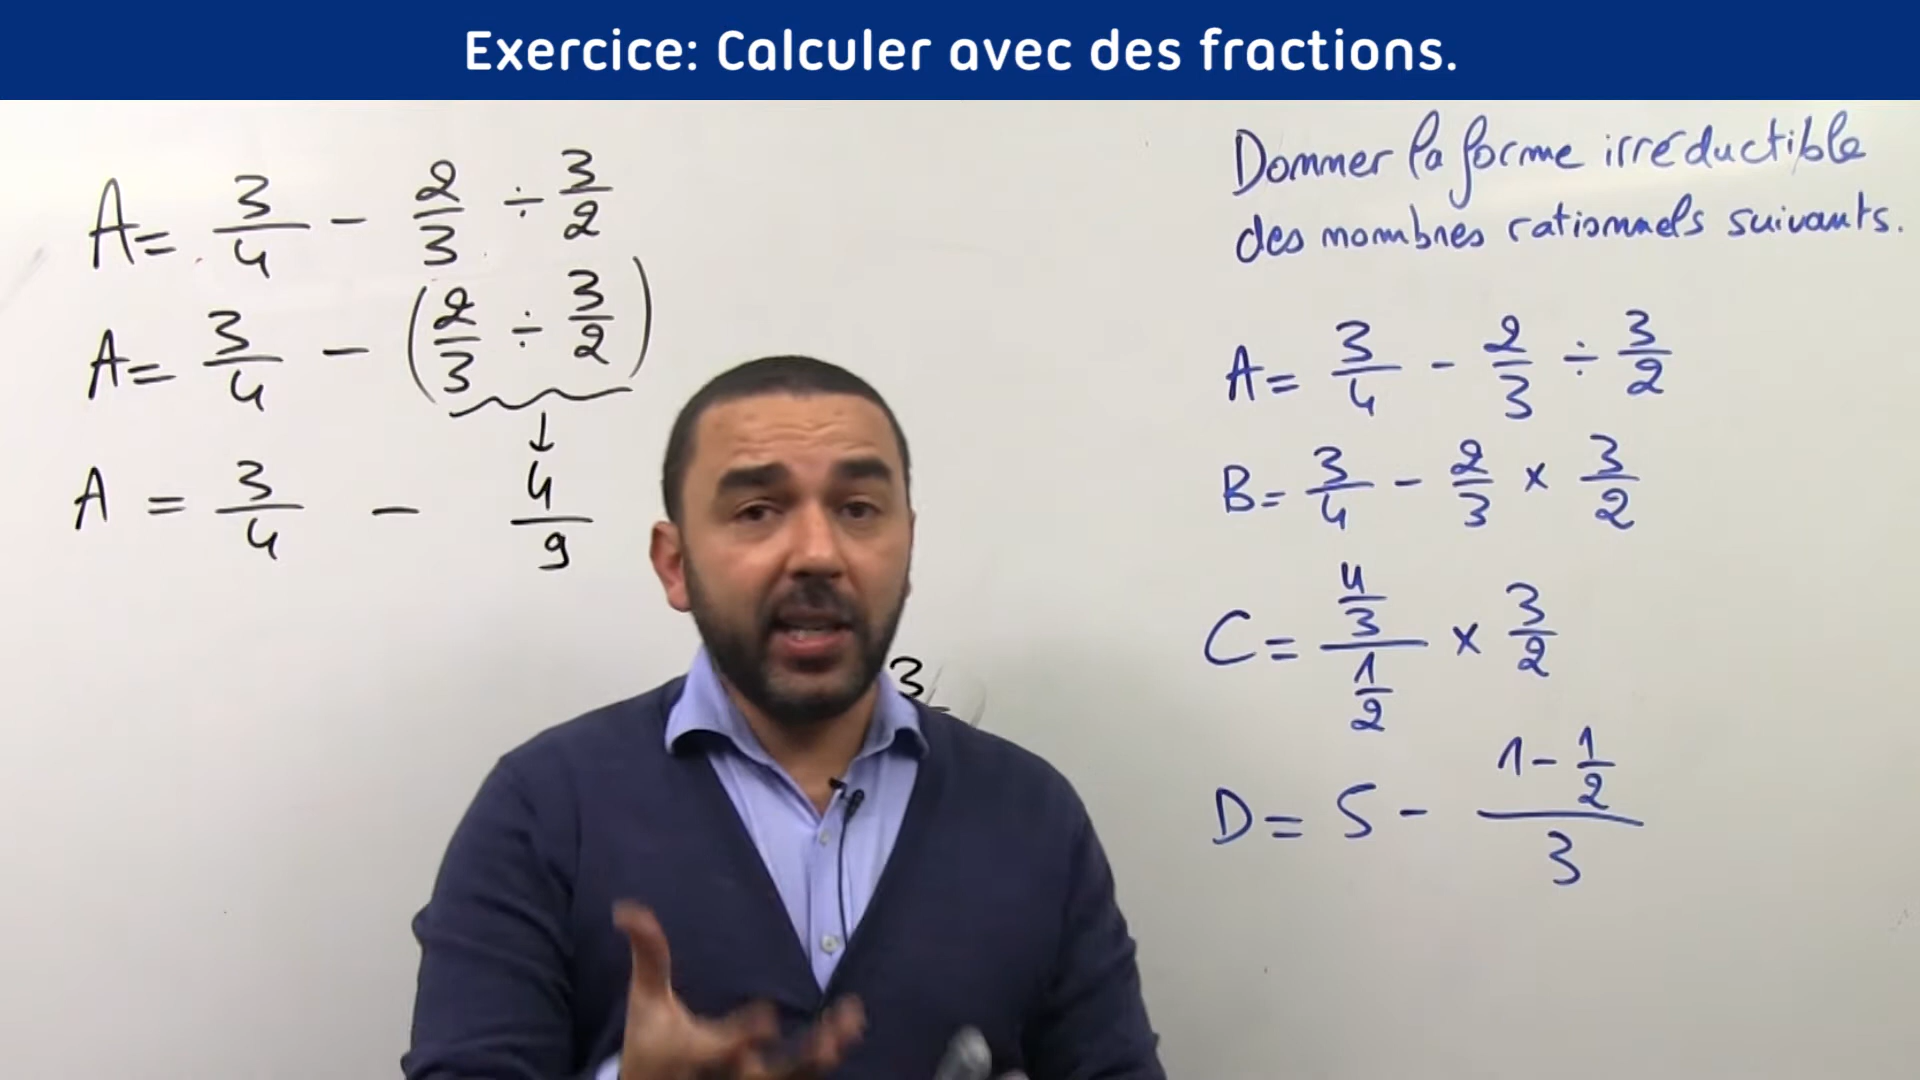 Exercice: Calculer avec des fractions.
A= 3/4 - 2/3 ÷ 3/2
A= 3/4 - (2/3 ÷ 3/2)
↓
A = 3/4 - 4/9
3
Donner la forme irréductible
des nombres rationnels suivants.
A= 3/4 - 2/3 ÷ 3/2
B= 3/4 - 2/3 × 3/2
C= (4/3)/(1/2) × 3/2
D= 5 - (1 - 1/2)/3